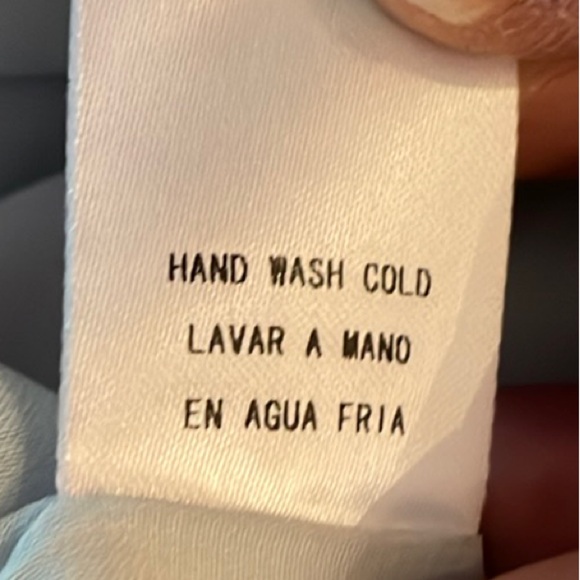 HAND WASH COLD
LAVAR A MANO
EN AGUA FRIA